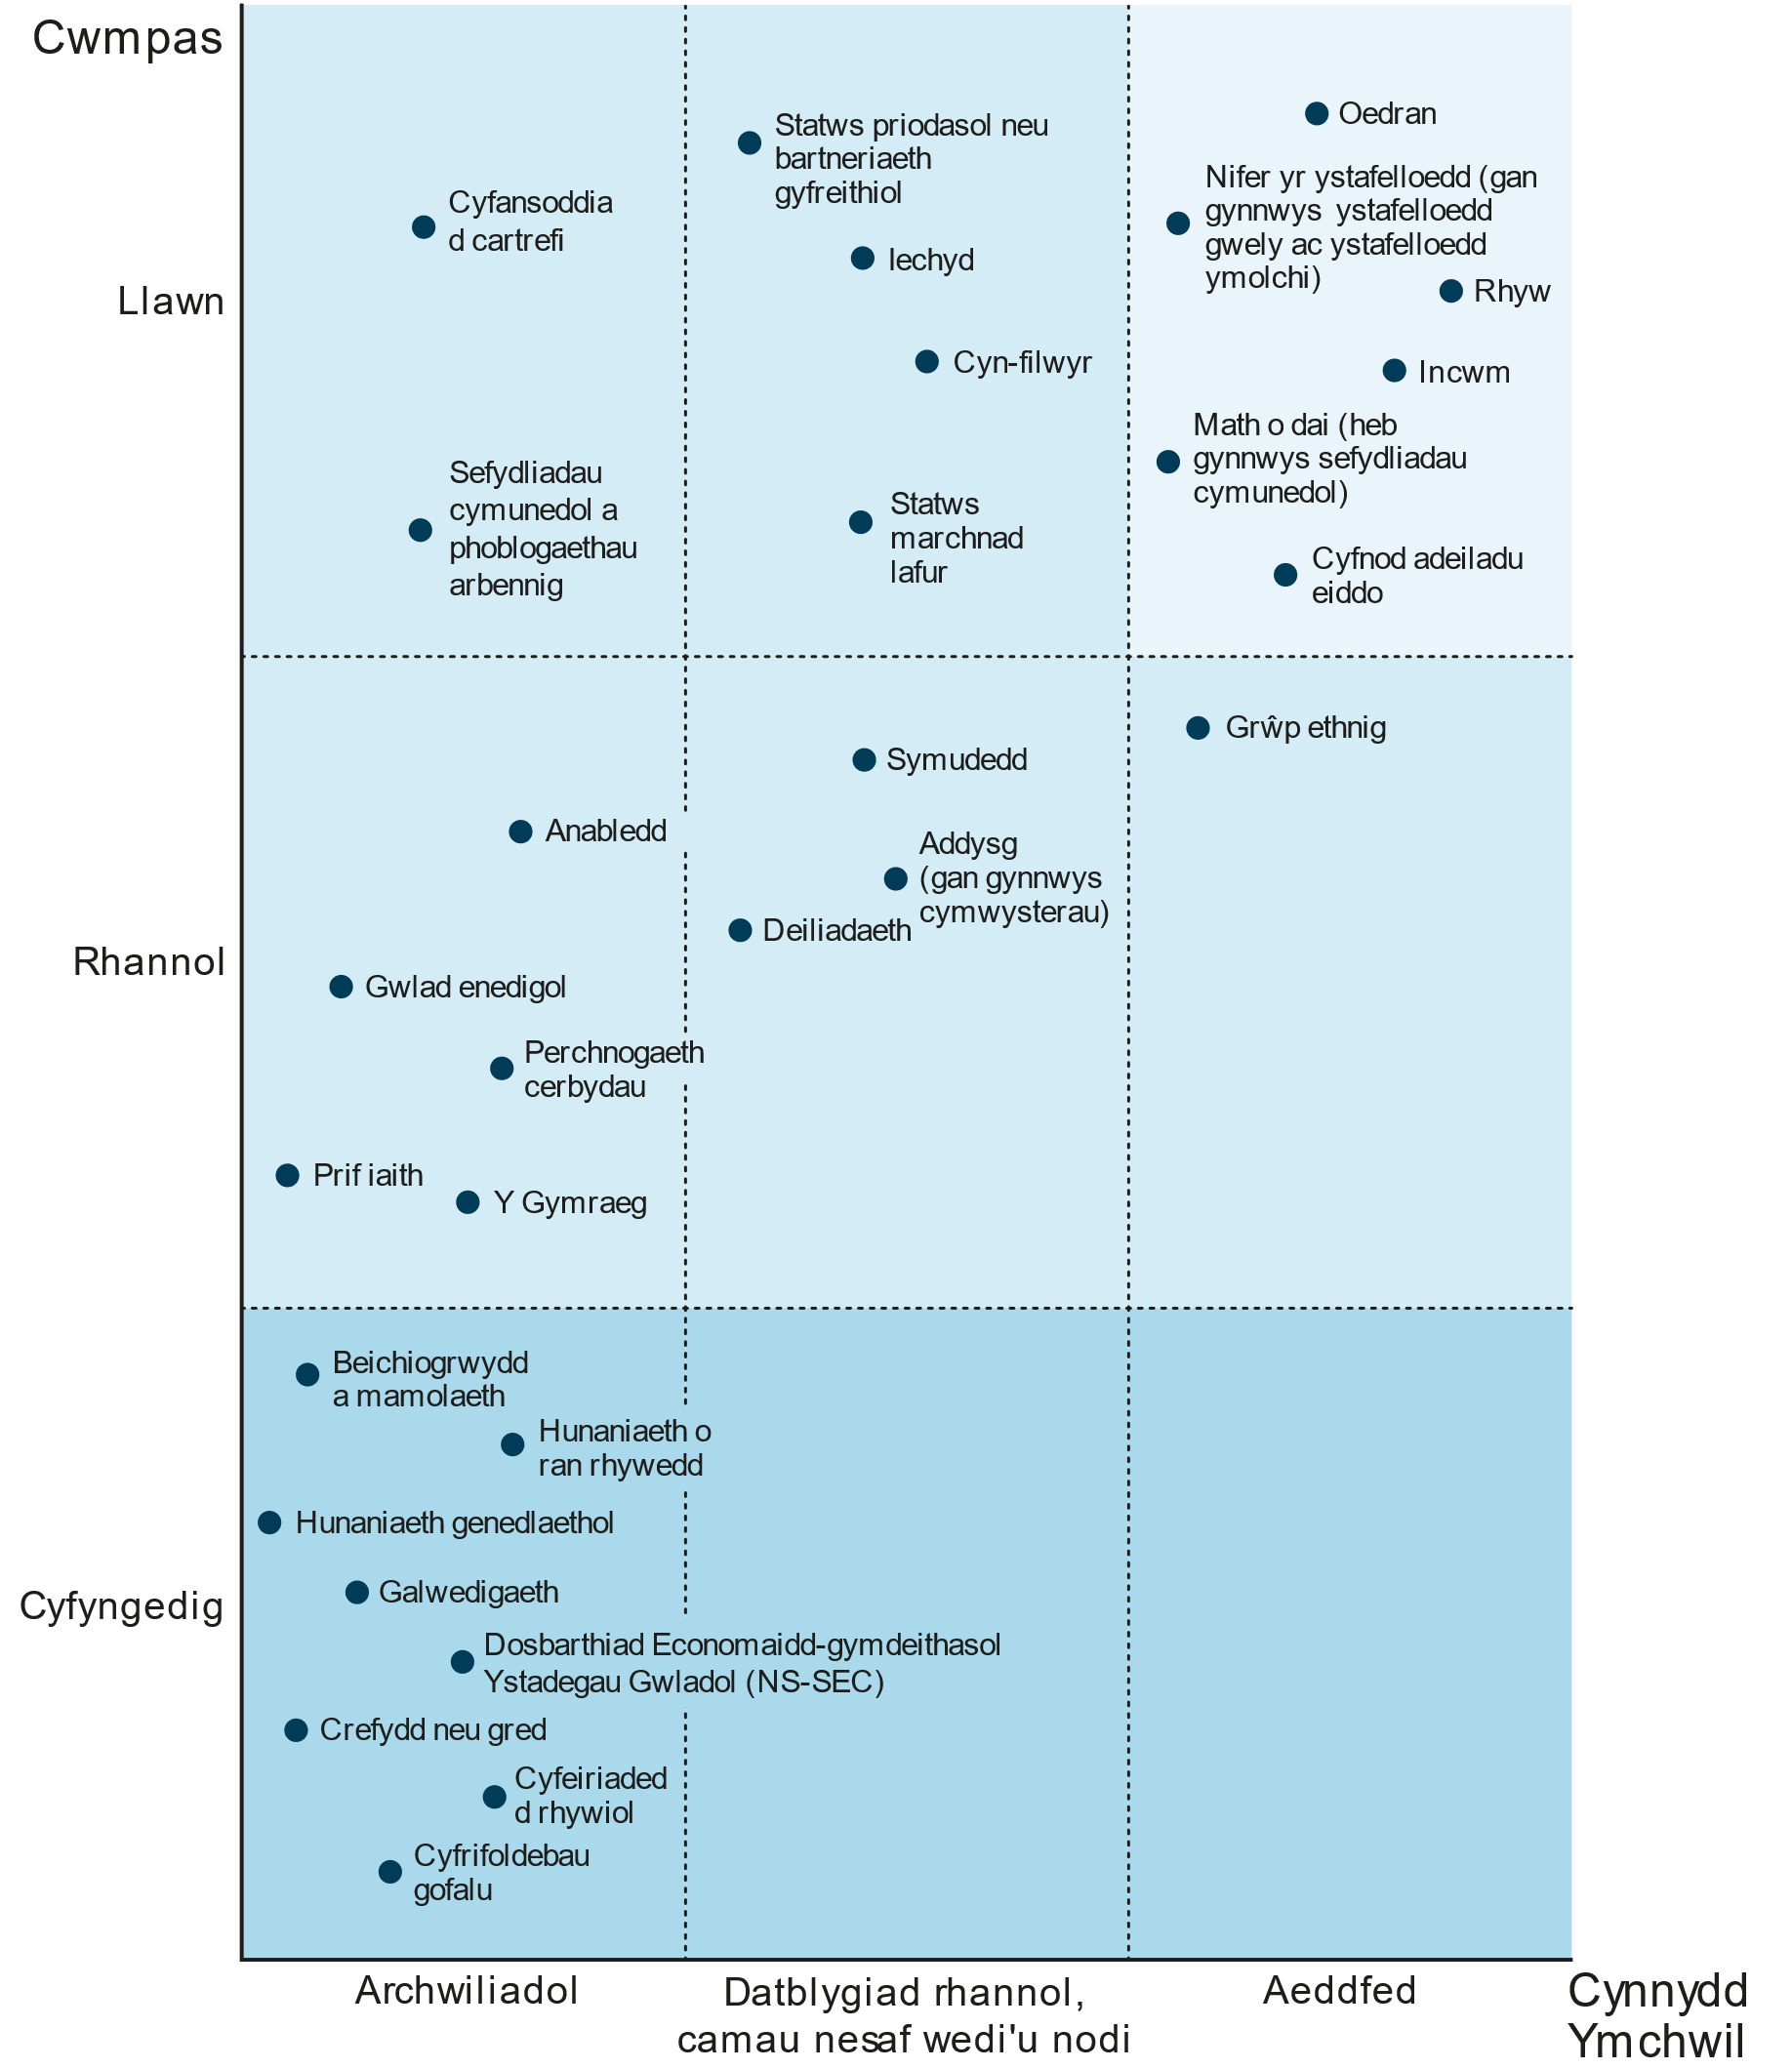 Cwmpas
Oedran
Statws priodasol neu
bartneriaeth
gyfreithiol
Nifer yr ystafelloedd (gan
gynnwys ystafelloedd
gwely ac ystafelloedd
ymolchi)
Cyfansoddia
d cartrefi
Iechyd
Rhyw
Llawn
Cyn-filwyr
Incwm
Math o dai (heb
gynnwys sefydliadau
cymunedol)
Sefydliadau
cymunedol a
phoblogaethau
arbennig
Statws
marchnad
lafur
Cyfnod adeiladu
eiddo
Grŵp ethnig
Symudedd
Anabledd
Addysg
(gan gynnwys
cymwysterau)
Deiliadaeth
Rhannol
Gwlad enedigol
Perchnogaeth
cerbydau
Prif iaith
Y Gymraeg
Beichiogrwydd
a mamolaeth
Hunaniaeth o
ran rhywedd
Hunaniaeth genedlaethol
Galwedigaeth
Cyfyngedig
Dosbarthiad Economaidd-gymdeithasol
Ystadegau Gwladol (NS-SEC)
Crefydd neu gred
Cyfeiriaded
d rhywiol
Cyfrifoldebau
gofalu
Archwiliadol
Datblygiad rhannol,
camau nesaf wedi'u nodi
Aeddfed
Cynnydd
Ymchwil